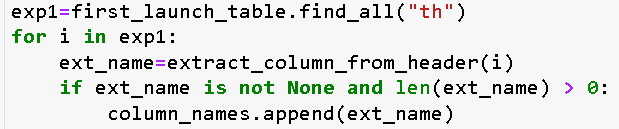 exp1=first_launch_table.find_all("th")
for i in exp1:
    ext_name=extract_column_from_header(i)
    if ext_name is not None and len(ext_name) > 0:
        column_names.append(ext_name)